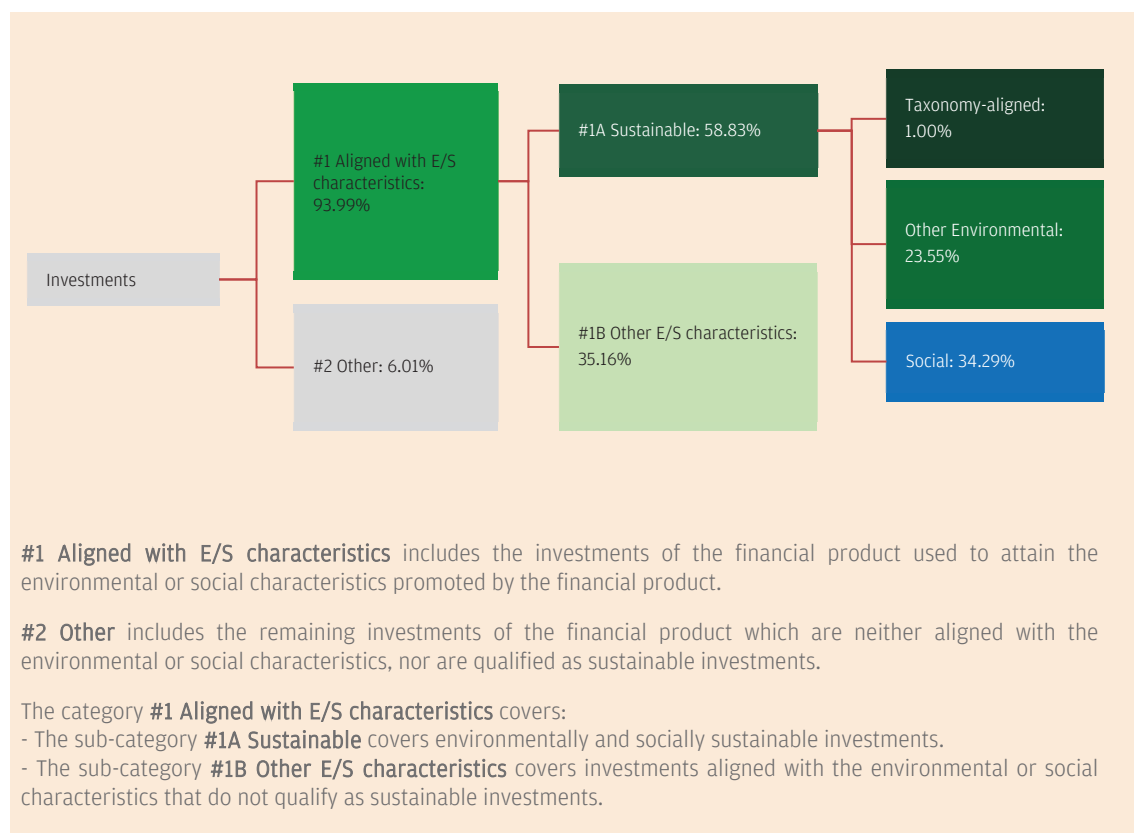 Investments
#1 Aligned with E/S
characteristics:
93.99%
#2 Other: 6.01%
#1A Sustainable: 58.83%
#1B Other E/S characteristics:
35.16%
Taxonomy-aligned:
1.00%
Other Environmental:
23.55%
Social: 34.29%
#1 Aligned with E/S characteristics includes the investments of the financial product used to attain the
environmental or social characteristics promoted by the financial product.
#2 Other includes the remaining investments of the financial product which are neither aligned with the
environmental or social characteristics, nor are qualified as sustainable investments.
The category #1 Aligned with E/S characteristics covers:
- The sub-category #1A Sustainable covers environmentally and socially sustainable investments.
- The sub-category #1B Other E/S characteristics covers investments aligned with the environmental or social
characteristics that do not qualify as sustainable investments.